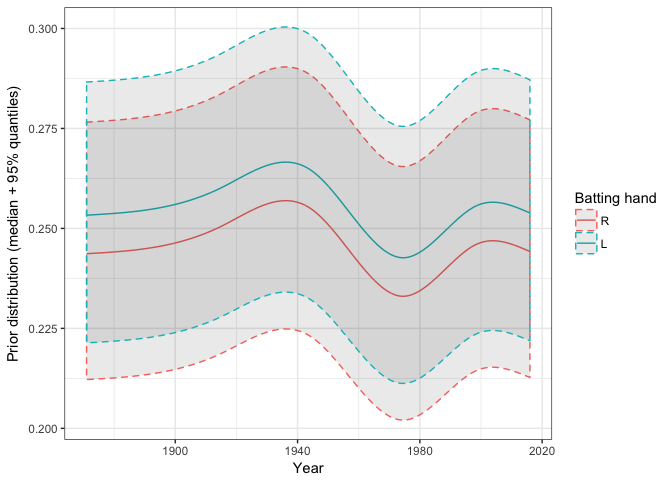 Prior distribution (median + 95% quantiles)
0.300
0.275
0.250
0.225
0.200
1900
1940
1980
2020
Year
Batting hand
R
L